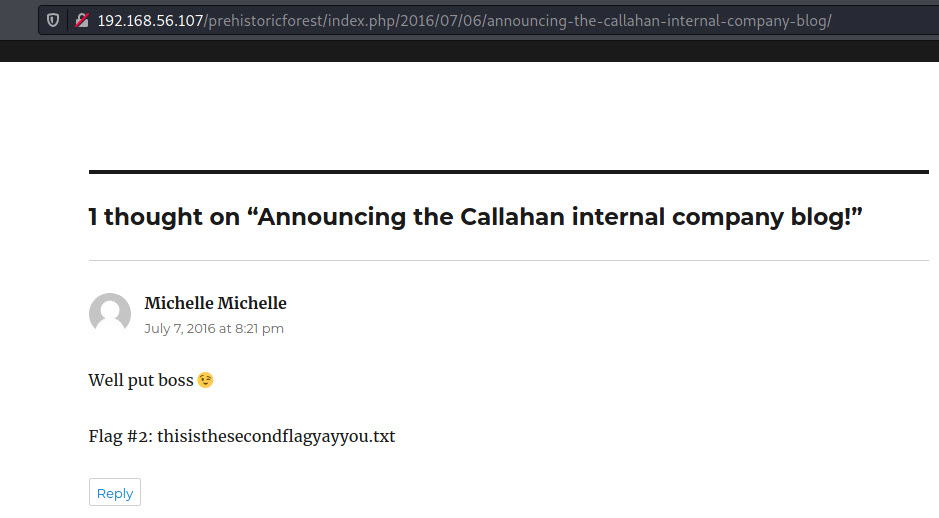 192.168.56.107/prehistoricforest/index.php/2016/07/06/announcing-the-callahan-internal-company-blog/
1 thought on “Announcing the Callahan internal company blog!”
Michelle Michelle
July 7, 2016 at 8:21 pm
Well put boss 😉
Flag #2: thisisthesecondflagyayyou.txt
Reply